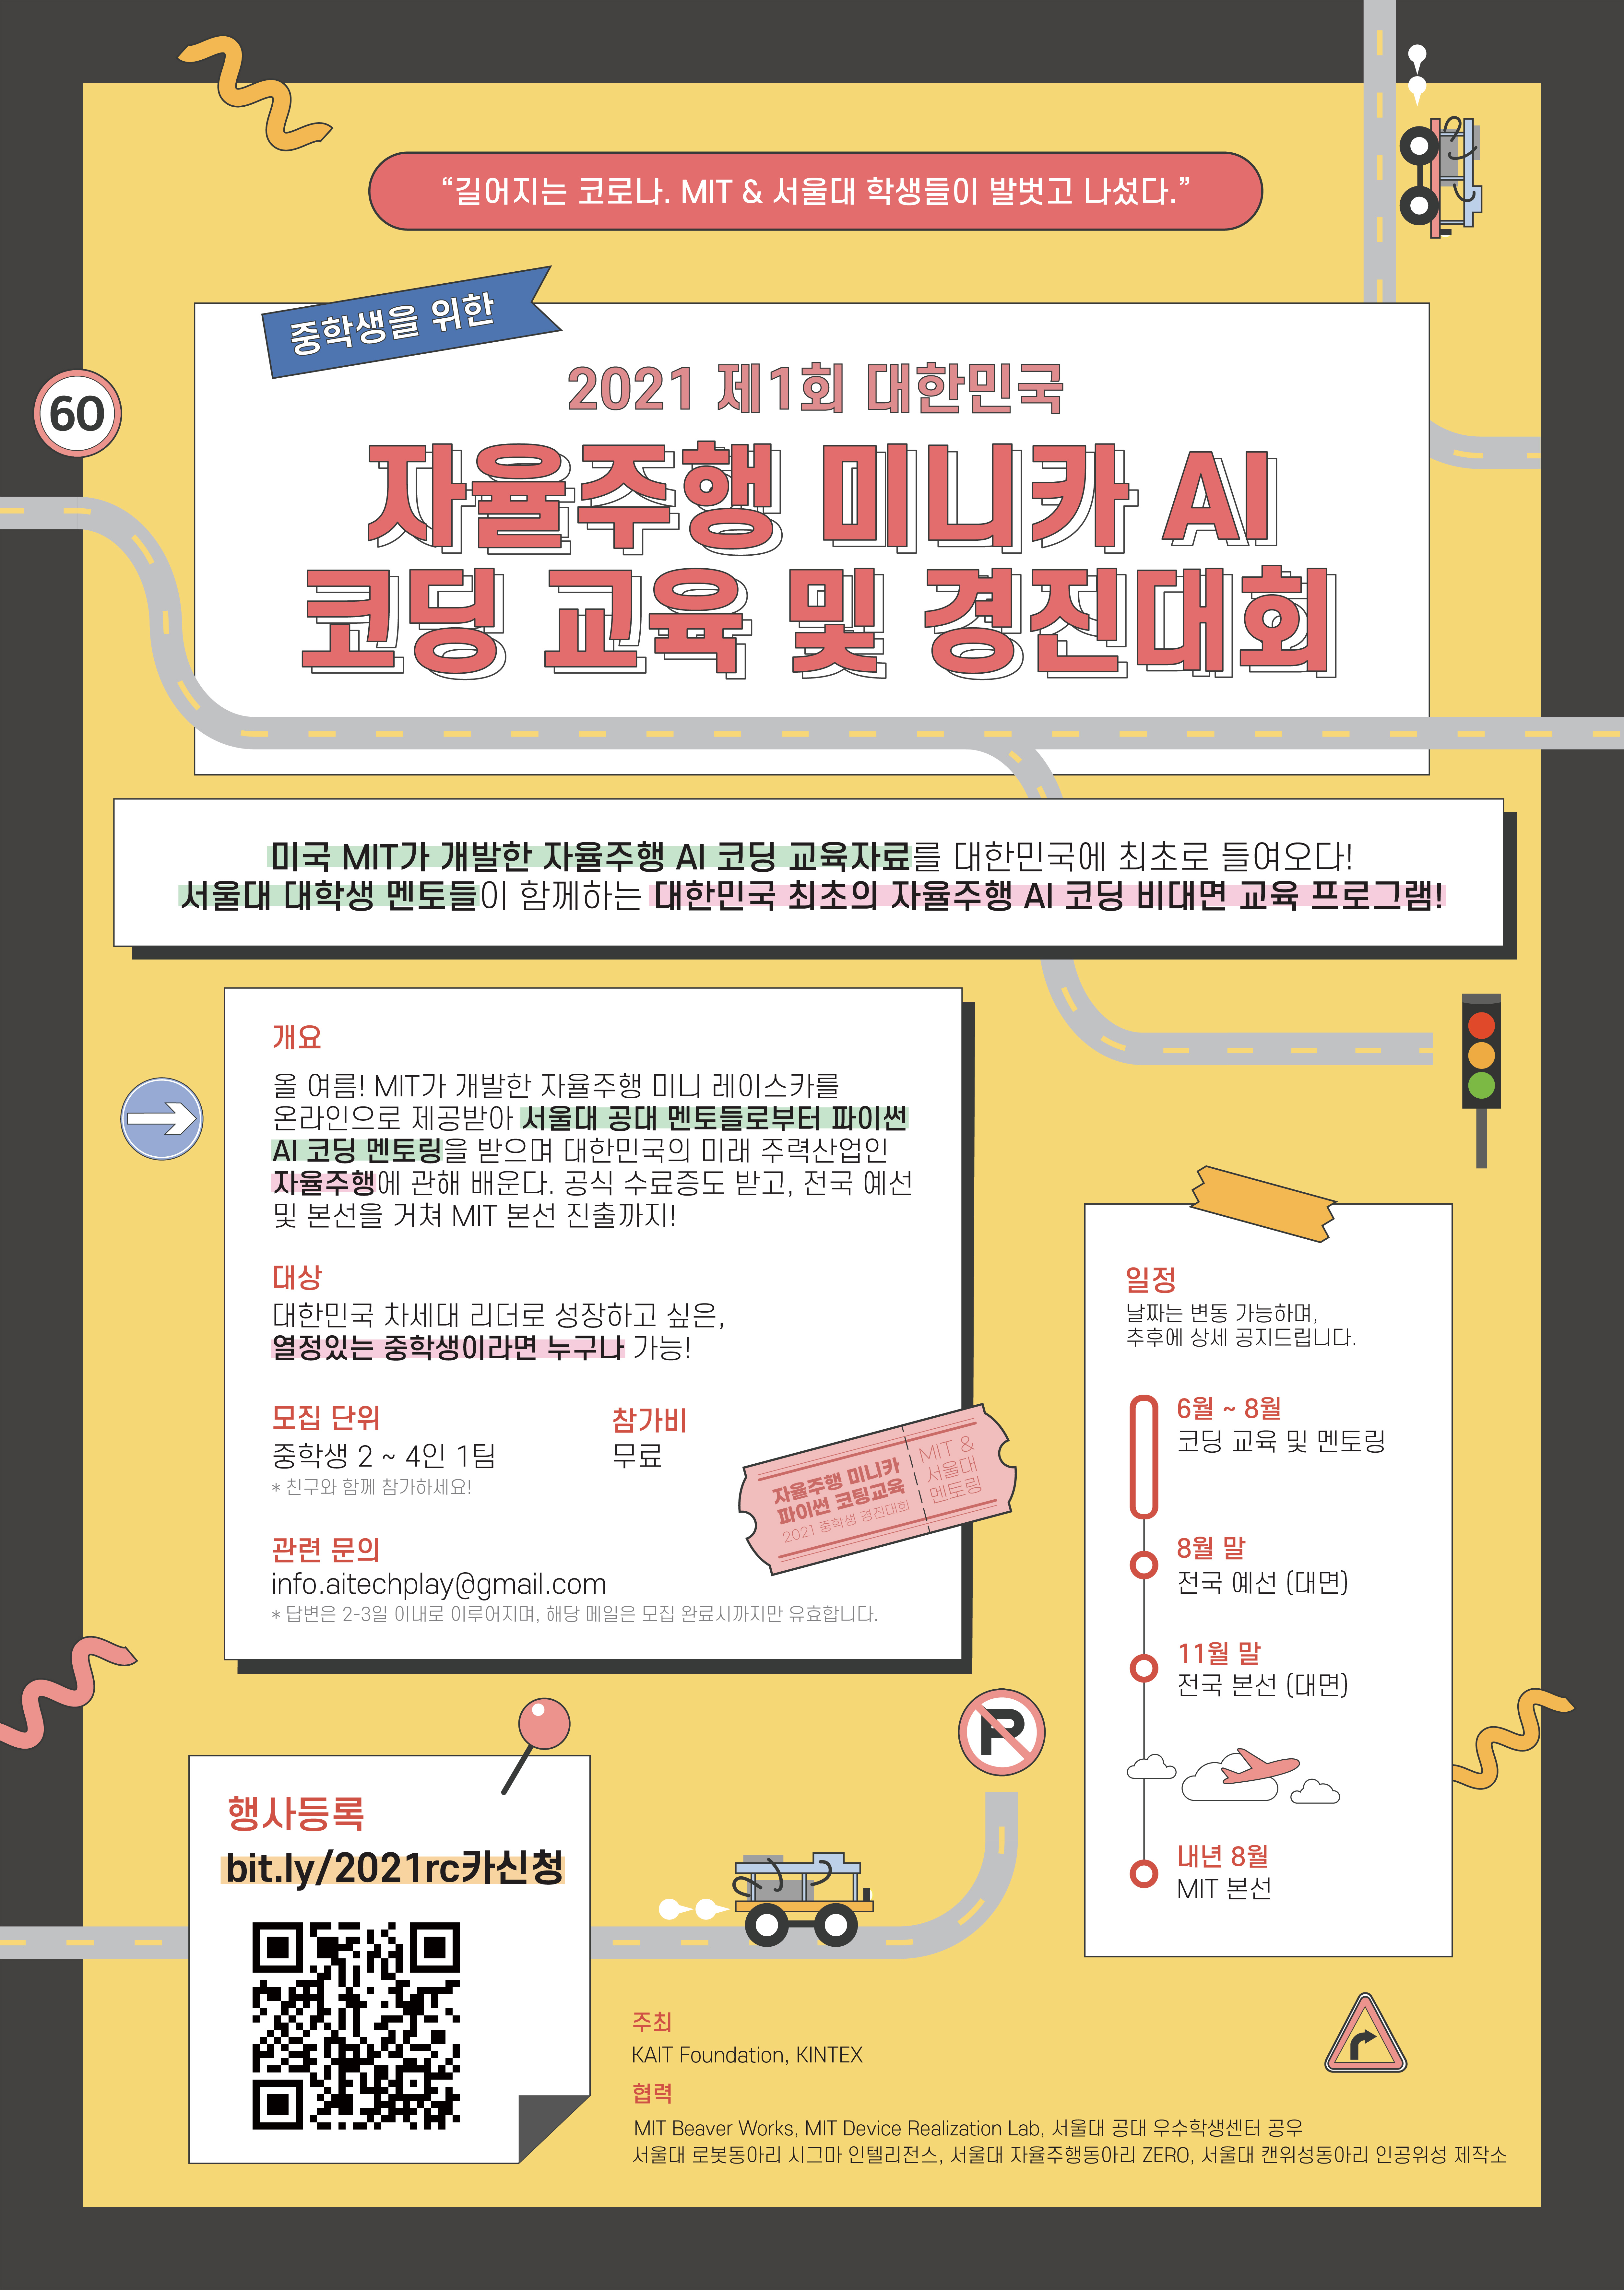 “길어지는 코로나. MIT & 서울대 학생들이 발벗고 나섰다.”
중학생을 위한
2021 제1회 대한민국
자율주행 미니카 AI
코딩 교육 및 경진대회
60
미국 MIT가 개발한 자율주행 AI 코딩 교육자료를 대한민국에 최초로 들여오다!
서울대 대학생 멘토들이 함께하는 대한민국 최초의 자율주행 AI 코딩 비대면 교육 프로그램!
개요
올 여름! MIT가 개발한 자율주행 미니 레이스카를
온라인으로 제공받아 서울대 공대 멘토들로부터 파이썬
AI 코딩 멘토링을 받으며 대한민국의 미래 주력산업인
자율주행에 관해 배운다. 공식 수료증도 받고, 전국 예선
및 본선을 거쳐 MIT 본선 진출까지!
대상
대한민국 차세대 리더로 성장하고 싶은,
열정있는 중학생이라면 누구나 가능!
모집 단위
중학생 2 ~ 4인 1팀
* 친구와 함께 참가하세요!
참가비
무료
자율주행 미니카
파이썬 코팅교육
2021 중학생 경진대회
MIT &
서울대
멘토링
관련 문의
info.aitechplay@gmail.com
* 답변은 2-3일 이내로 이루어지며, 해당 메일은 모집 완료시까지만 유효합니다.
일정
날짜는 변동 가능하며,
추후에 상세 공지드립니다.
6월 ~ 8월
코딩 교육 및 멘토링
8월 말
전국 예선 (대면)
11월 말
전국 본선 (대면)
내년 8월
MIT 본선
P
행사등록
bit.ly/2021rc카신청
주최
KAIT Foundation, KINTEX
협력
MIT Beaver Works, MIT Device Realization Lab, 서울대 공대 우수학생센터 공우
서울대 로봇동아리 시그마 인텔리전스, 서울대 자율주행동아리 ZERO, 서울대 캔위성동아리 인공위성 제작소